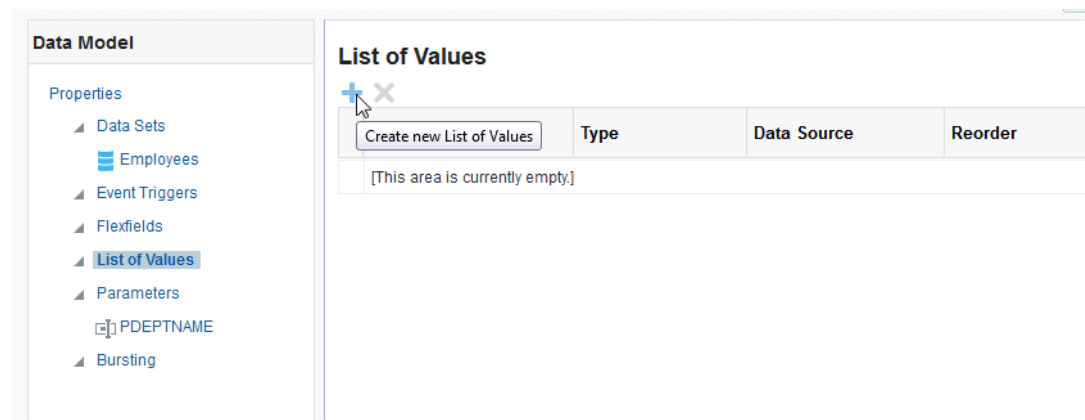 Data Model
Properties
Data Sets
Employees
Event Triggers
Flexfields
List of Values
Parameters
PDEPTNAME
Bursting
List of Values
Create new List of Values
Type
Data Source
Reorder
[This area is currently empty.]